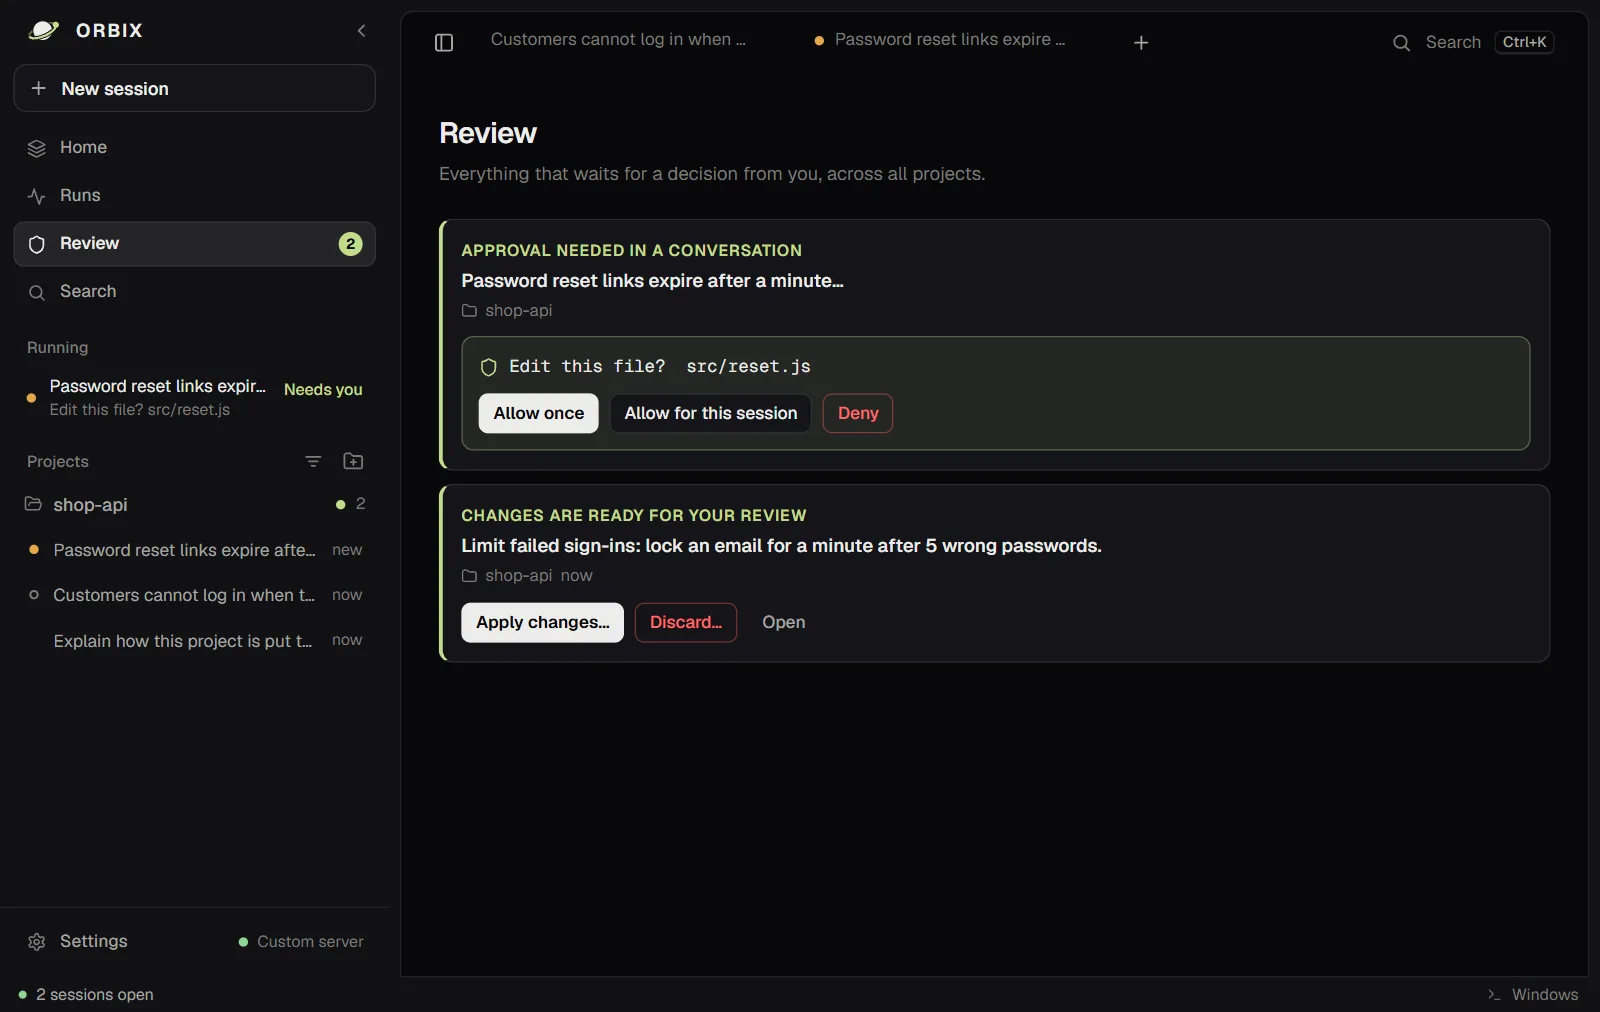 ORBIX
New session
Home
Runs
Review 2
Search
Running
Password reset links expir... Needs you
Edit this file? src/reset.js
Projects
shop-api 2
Password reset links expire afte... new
Customers cannot log in when t... now
Explain how this project is put t... now
Settings Custom server
2 sessions open
Customers cannot log in when ... Password reset links expire ... Search Ctrl+K
Review
Everything that waits for a decision from you, across all projects.
APPROVAL NEEDED IN A CONVERSATION
Password reset links expire after a minute...
shop-api
Edit this file? src/reset.js
Allow once Allow for this session Deny
CHANGES ARE READY FOR YOUR REVIEW
Limit failed sign-ins: lock an email for a minute after 5 wrong passwords.
shop-api now
Apply changes... Discard... Open
Windows